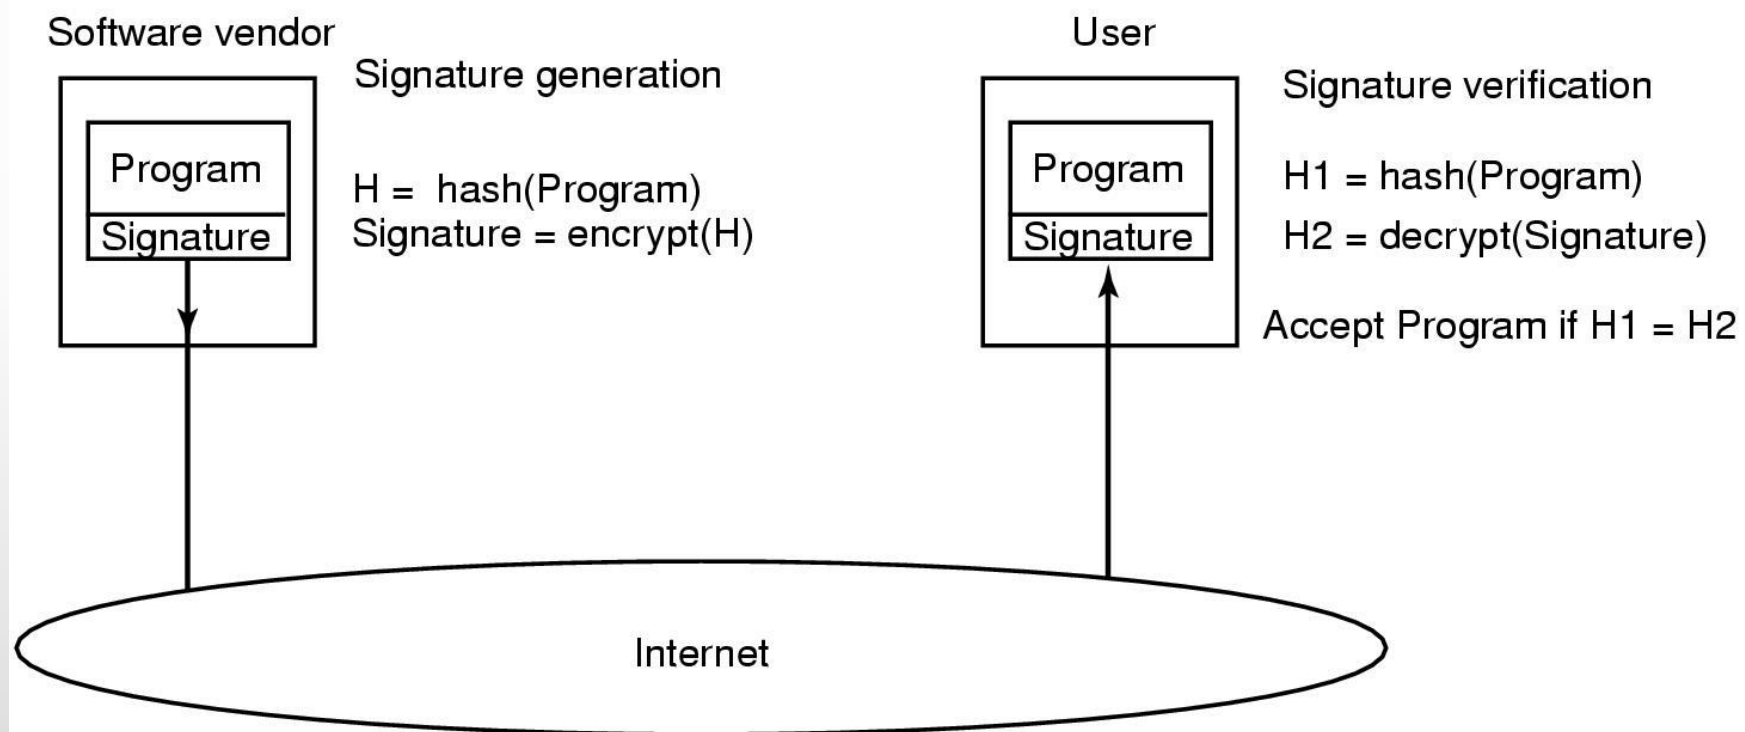 Software vendor
Signature generation
Program
Signature
H = hash(Program)
Signature = encrypt(H)
User
Signature verification
Program
Signature
H1 = hash(Program)
H2 = decrypt(Signature)
Accept Program if H1 = H2
Internet